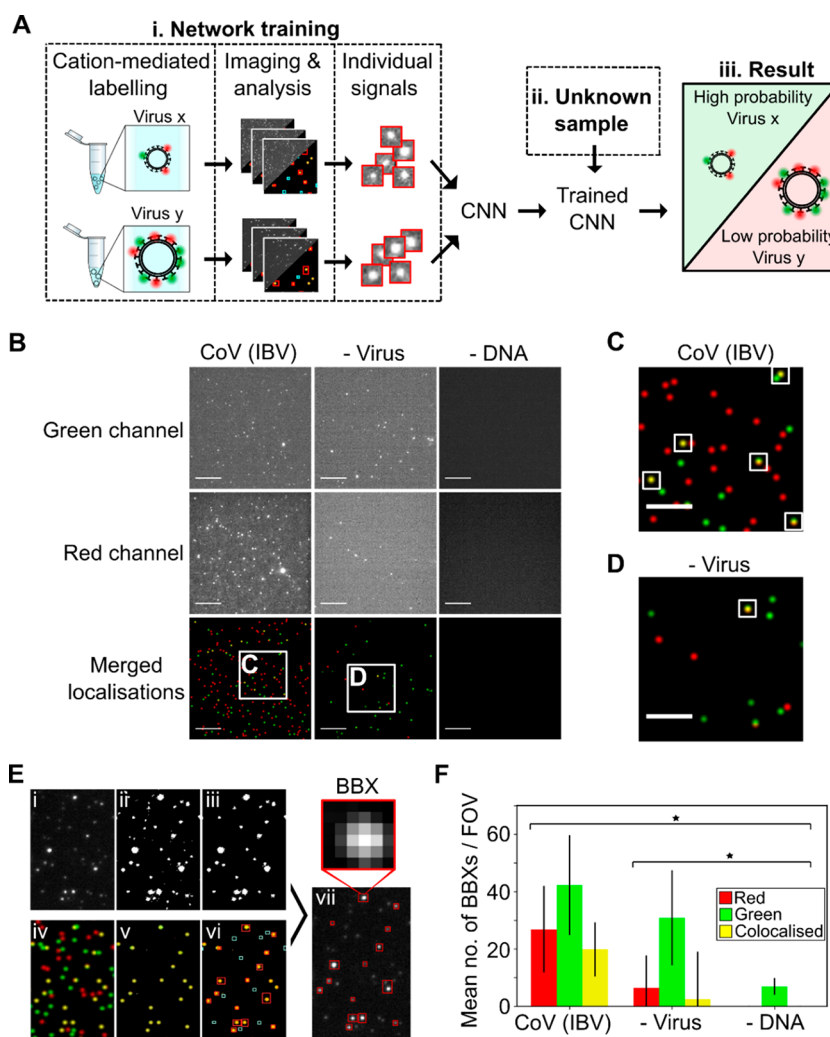 A
i. Network training
Cation-mediated
labelling
Imaging &
analysis
Individual
signals
Virus x
Virus y
CNN
ii. Unknown
sample
Trained
CNN
iii. Result
High probability
Virus x
Low probability
Virus y
B
CoV (IBV)
- Virus
- DNA
Green channel
Red channel
Merged
localisations
C
D
C
CoV (IBV)
D
- Virus
E
i
ii
iii
iv
v
vi
BBX
vii
F
Mean no. of BBXs / FOV
60
40
20
0
★
★
Red
Green
Colocalised
CoV (IBV)
- Virus
- DNA